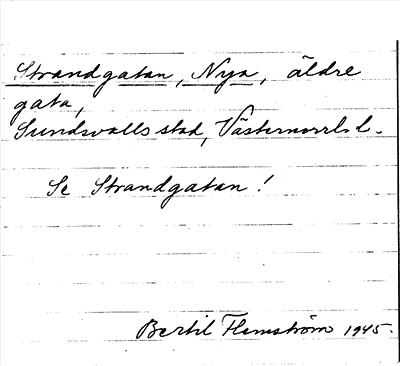 Strandgatan, Nya, äldre
gata,
Sundsvalls stad, Västernorrl. l.
Se Strandgatan!
Bertil Flemström 1945.